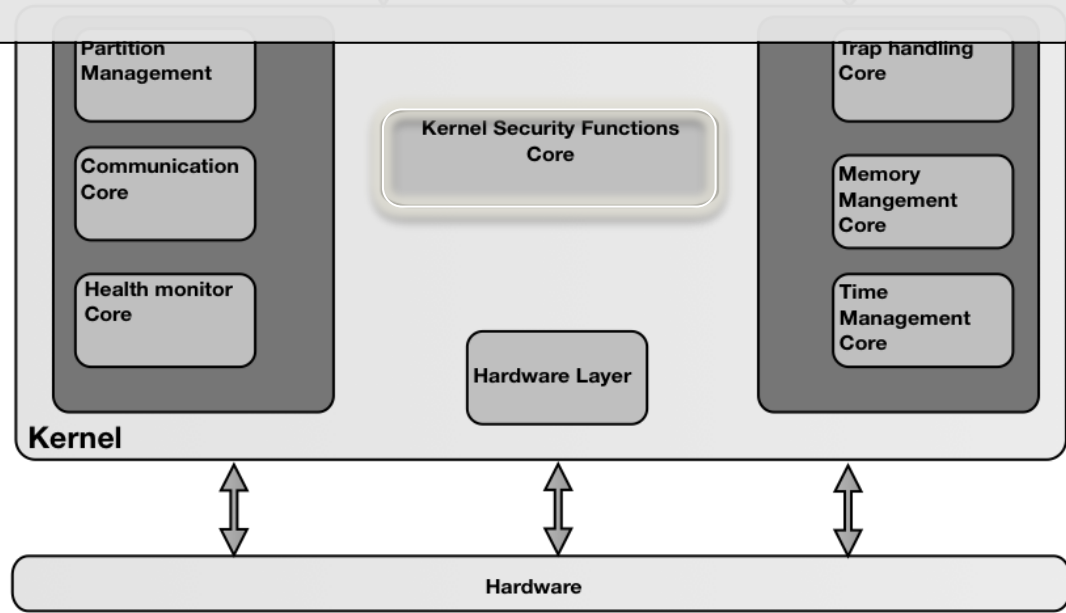 Partition
Management
Communication
Core
Health monitor
Core
Kernel Security Functions
Core
Hardware Layer
Trap handling
Core
Memory
Mangement
Core
Time
Management
Core
Kernel
Hardware